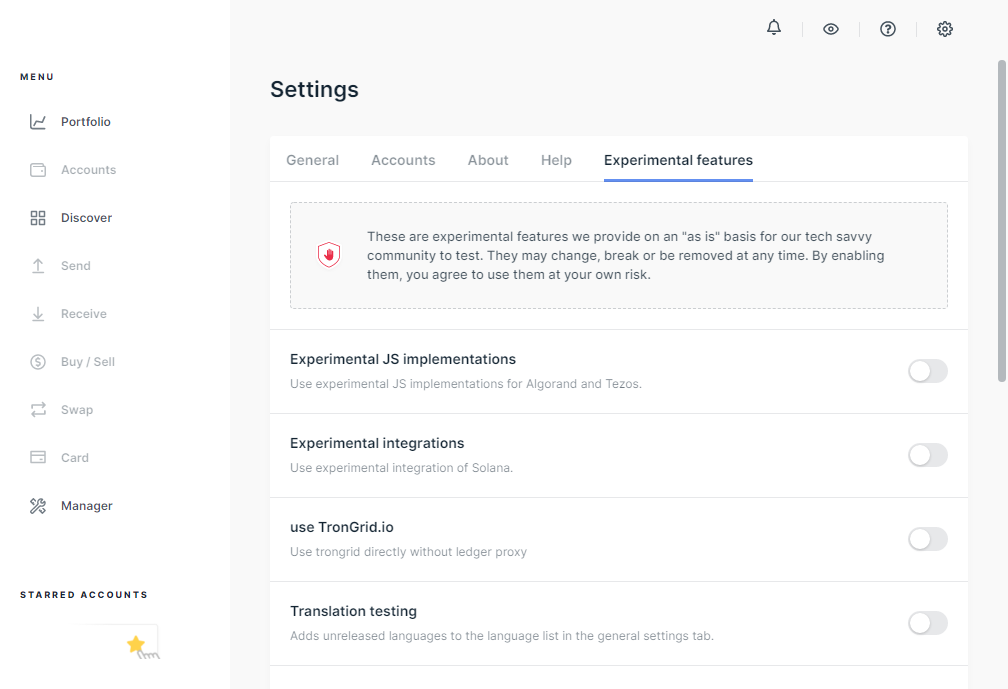 MENU
Portfolio
Accounts
Discover
Send
Receive
Buy / Sell
Swap
Card
Manager
STARRED ACCOUNTS
Settings
General
Accounts
About
Help
Experimental features
These are experimental features we provide on an "as is" basis for our tech savvy
community to test. They may change, break or be removed at any time. By enabling
them, you agree to use them at your own risk.
Experimental JS implementations
Use experimental JS implementations for Algorand and Tezos.
Experimental integrations
Use experimental integration of Solana.
use TronGrid.io
Use trongrid directly without ledger proxy
Translation testing
Adds unreleased languages to the language list in the general settings tab.